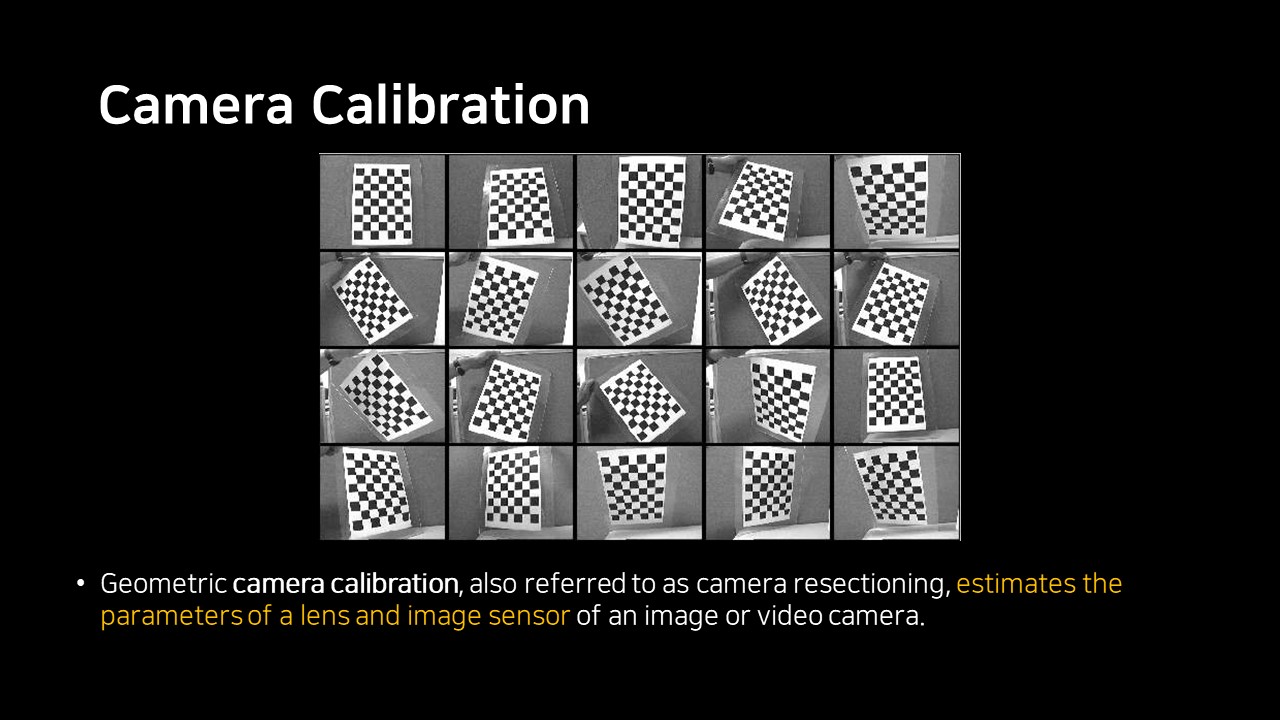 Camera Calibration
• Geometric camera calibration, also referred to as camera resectioning, estimates the
parameters of a lens and image sensor of an image or video camera.